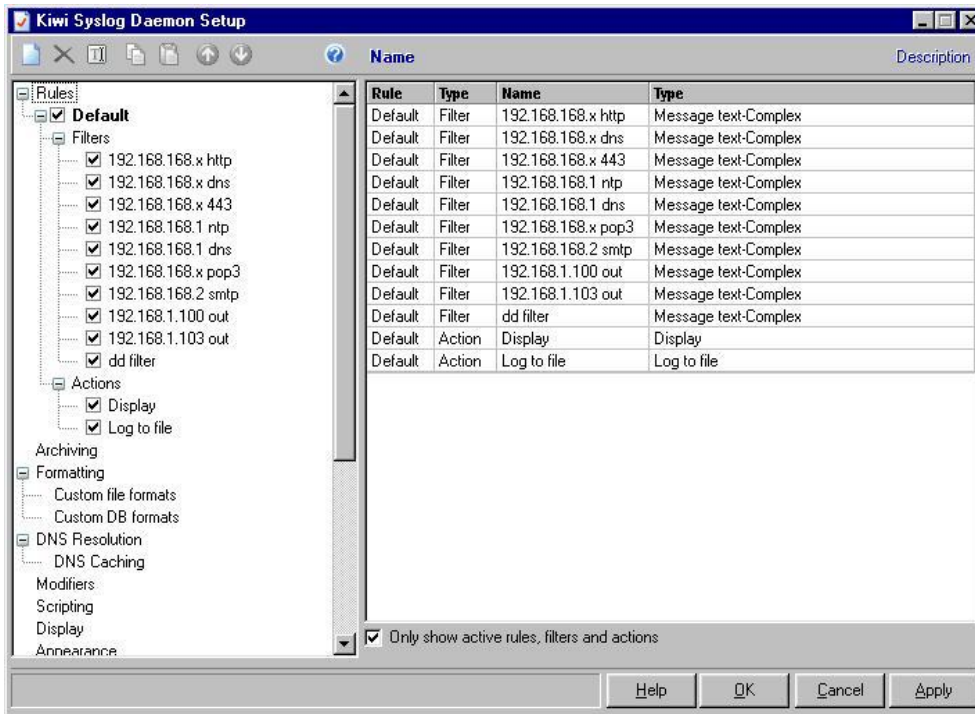 Kiwi Syslog Daemon Setup
Name Description
Rules
Default
Filters
192.168.168.x http
192.168.168.x dns
192.168.168.x 443
192.168.168.1 ntp
192.168.168.1 dns
192.168.168.x pop3
192.168.168.2 smtp
192.168.1.100 out
192.168.1.103 out
dd filter
Actions
Display
Log to file
Archiving
Formatting
Custom file formats
Custom DB formats
DNS Resolution
DNS Caching
Modifiers
Scripting
Display
Appearance
Rule Type Name Type
Default Filter 192.168.168.x http Message text-Complex
Default Filter 192.168.168.x dns Message text-Complex
Default Filter 192.168.168.x 443 Message text-Complex
Default Filter 192.168.168.1 ntp Message text-Complex
Default Filter 192.168.168.1 dns Message text-Complex
Default Filter 192.168.168.x pop3 Message text-Complex
Default Filter 192.168.168.2 smtp Message text-Complex
Default Filter 192.168.1.100 out Message text-Complex
Default Filter 192.168.1.103 out Message text-Complex
Default Filter dd filter Message text-Complex
Default Action Display Display
Default Action Log to file Log to file
Only show active rules, filters and actions
Help OK Cancel Apply